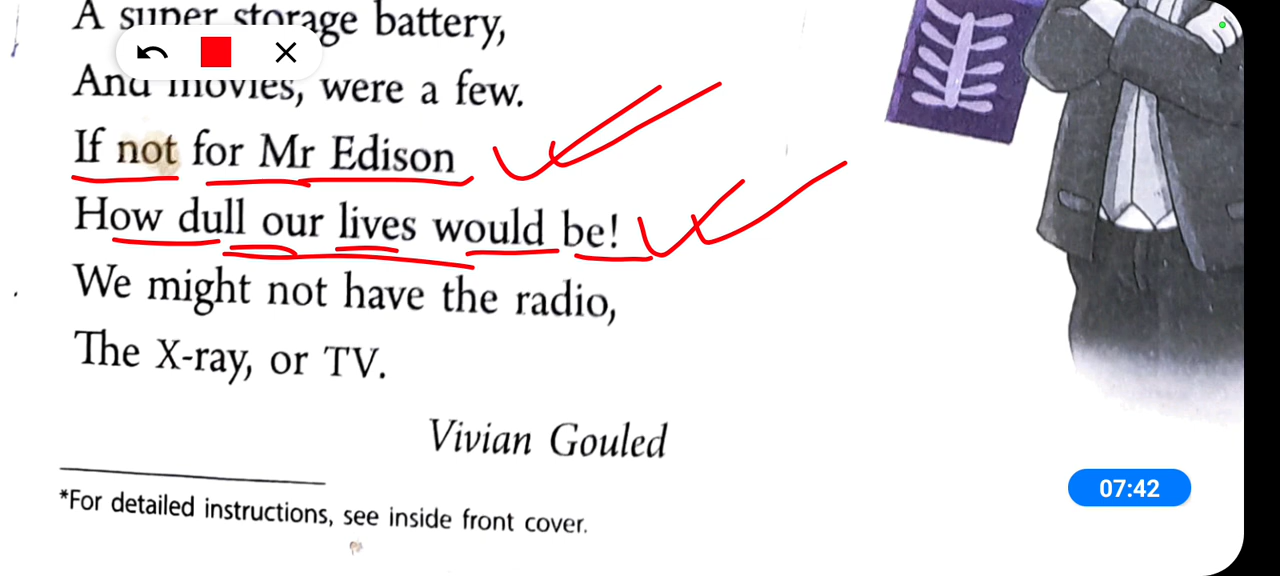 A super storage battery,
And movies, were a few.
If not for Mr Edison
How dull our lives would be!
We might not have the radio,
The X-ray, or TV.
Vivian Gouled
07:42
*For detailed instructions, see inside front cover.